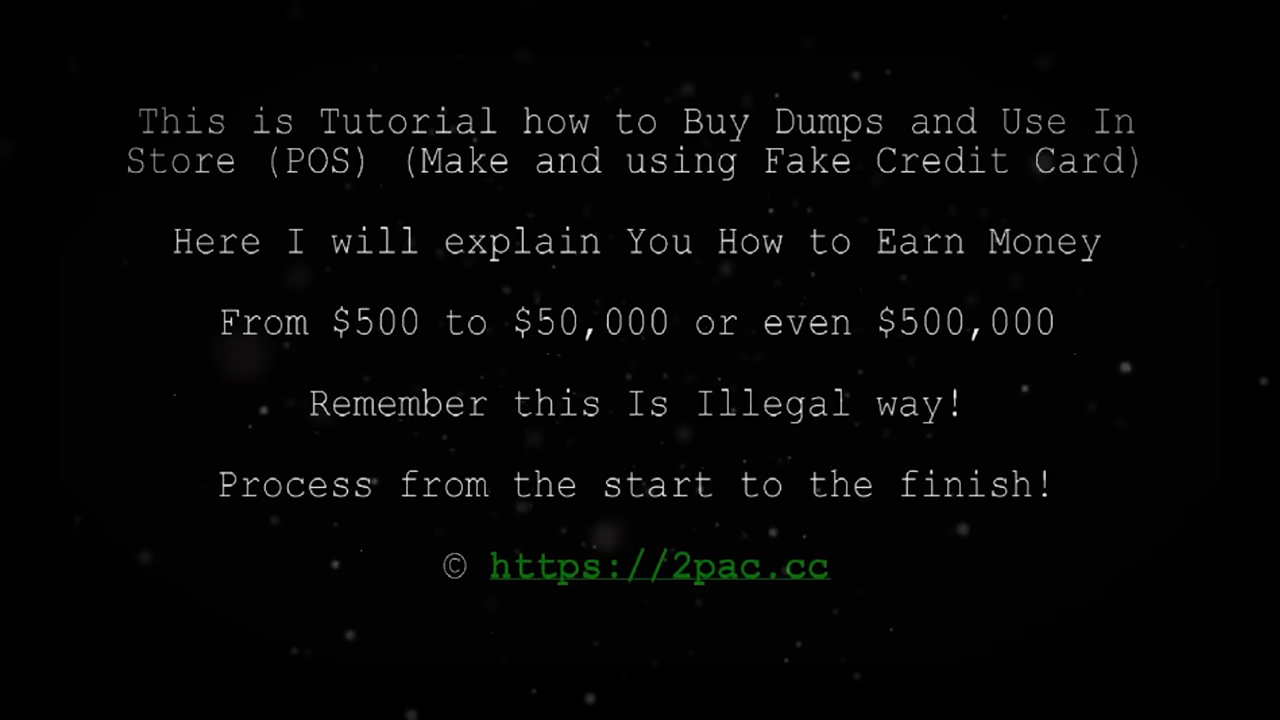 This is Tutorial how to Buy Dumps and Use In
Store (POS) (Make and using Fake Credit Card)
Here I will explain You How to Earn Money
From $500 to $50,000 or even $500,000
Remember this Is Illegal way!
Process from the start to the finish!
© https://2pac.cc